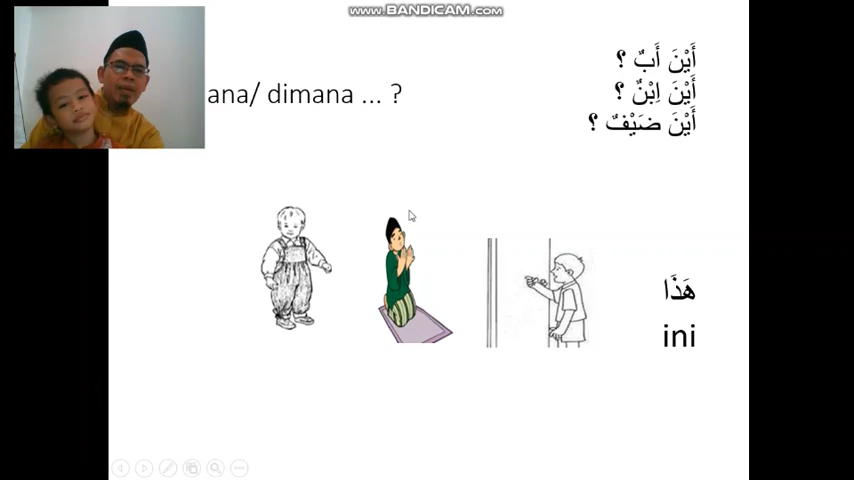 WWW.BANDICAM.COM
أَيْنَ أَبٌ ؟
ana/ dimana ... ?
أَيْنَ اِبْنٌ ؟
أَيْنَ ضَيْفٌ ؟
هَذَا
ini